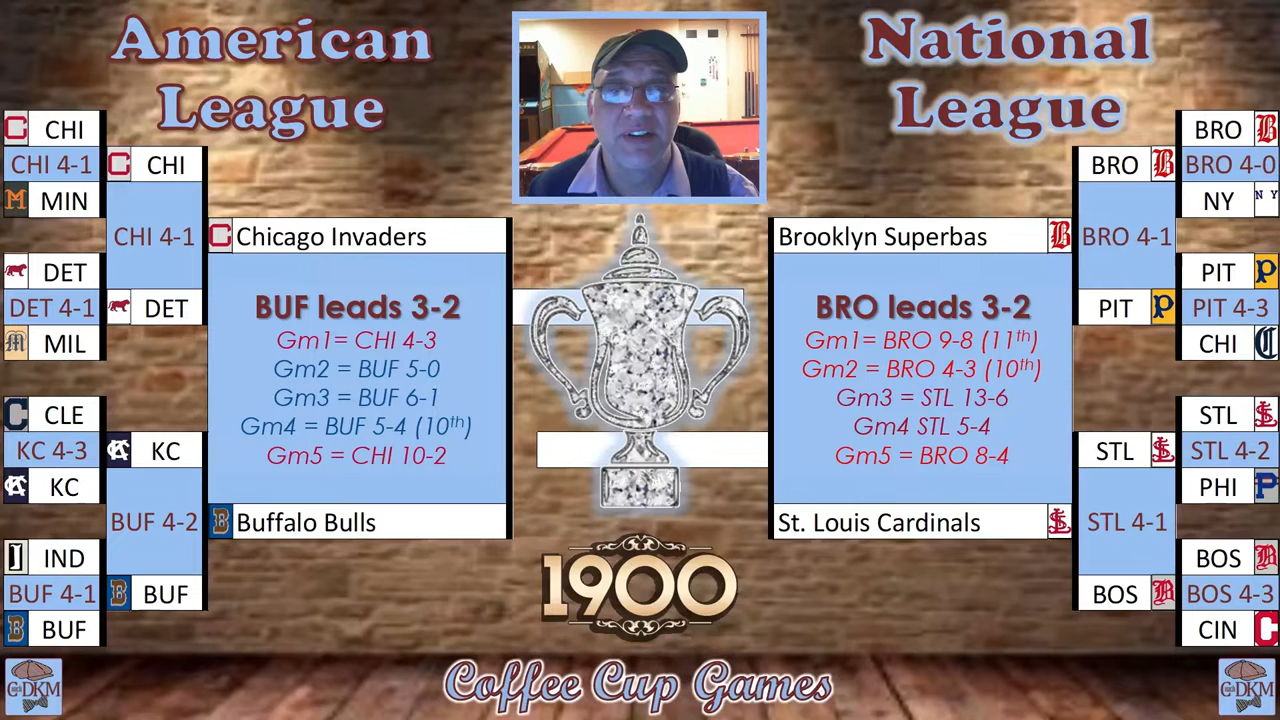 American
League
National
League
CHI
CHI 4-1
MIN
DET
DET 4-1
MIL
CLE
KC 4-3
KC
IND
BUF 4-1
BUF
CHI
CHI 4-1
DET
KC
BUF 4-2
BUF
Chicago Invaders
BUF leads 3-2
Gm1= CHI 4-3
Gm2 = BUF 5-0
Gm3 = BUF 6-1
Gm4 = BUF 5-4 (10th)
Gm5 = CHI 10-2
Buffalo Bulls
Brooklyn Superbas
BRO leads 3-2
Gm1= BRO 9-8 (11th)
Gm2 = BRO 4-3 (10th)
Gm3 = STL 13-6
Gm4 STL 5-4
Gm5 = BRO 8-4
St. Louis Cardinals
BRO
BRO 4-1
PIT
STL
STL 4-1
BOS
BRO
BRO 4-0
NY
PIT
PIT 4-3
CHI
STL
STL 4-2
PHI
BOS
BOS 4-3
CIN
1900
Coffee Cup Games